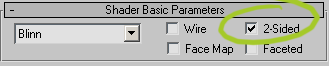 - Shader Basic Parameters
Blinn Wire 2-Sided
Face Map Faceted